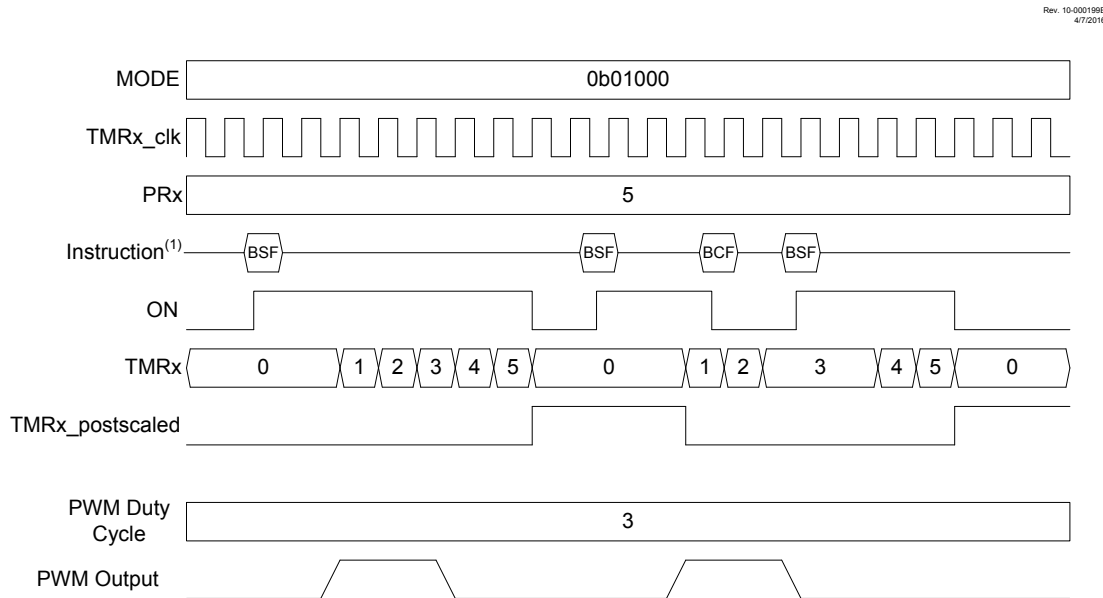 Rev. 10-000199B
4/7/2016
MODE 0b01000
TMRx_clk
PRx 5
Instruction(1) BSF BSF BCF BSF
ON
TMRx 0 1 2 3 4 5 0 1 2 3 4 5 0
TMRx_postscaled
PWM Duty
Cycle 3
PWM Output